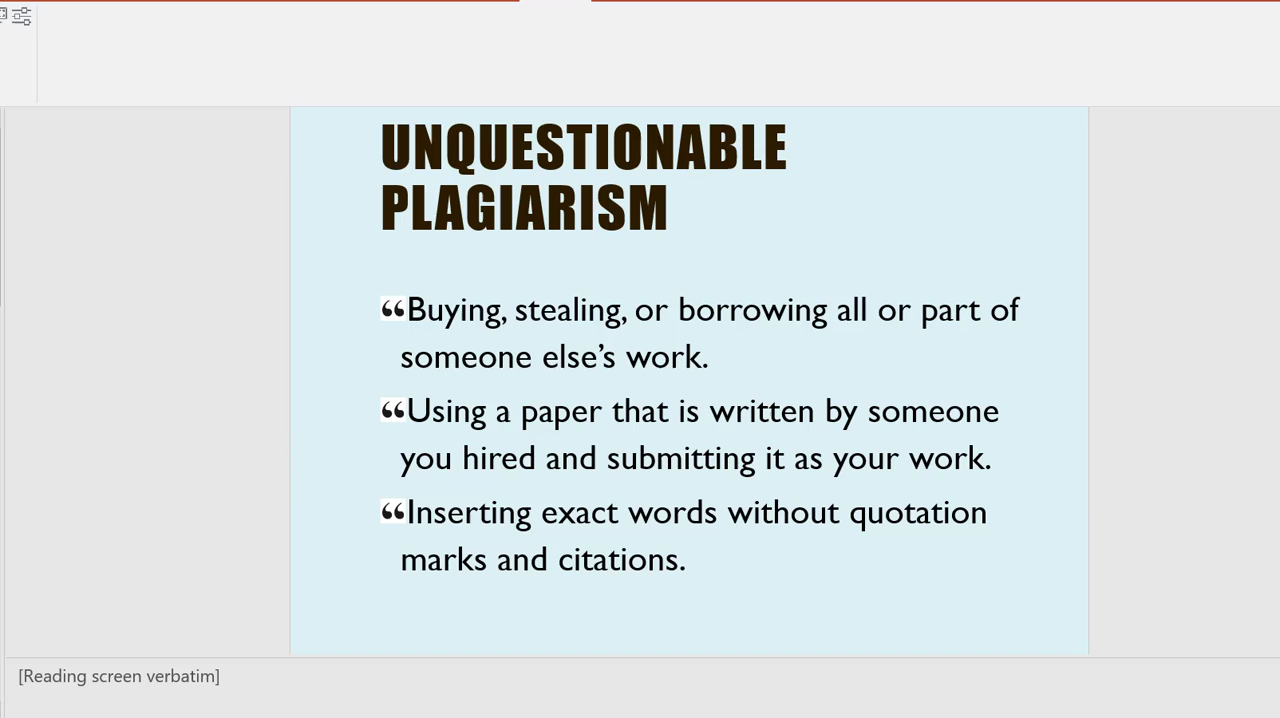 UNQUESTIONABLE
PLAGIARISM
“Buying, stealing, or borrowing all or part of
someone else’s work.
“Using a paper that is written by someone
you hired and submitting it as your work.
“Inserting exact words without quotation
marks and citations.
[Reading screen verbatim]